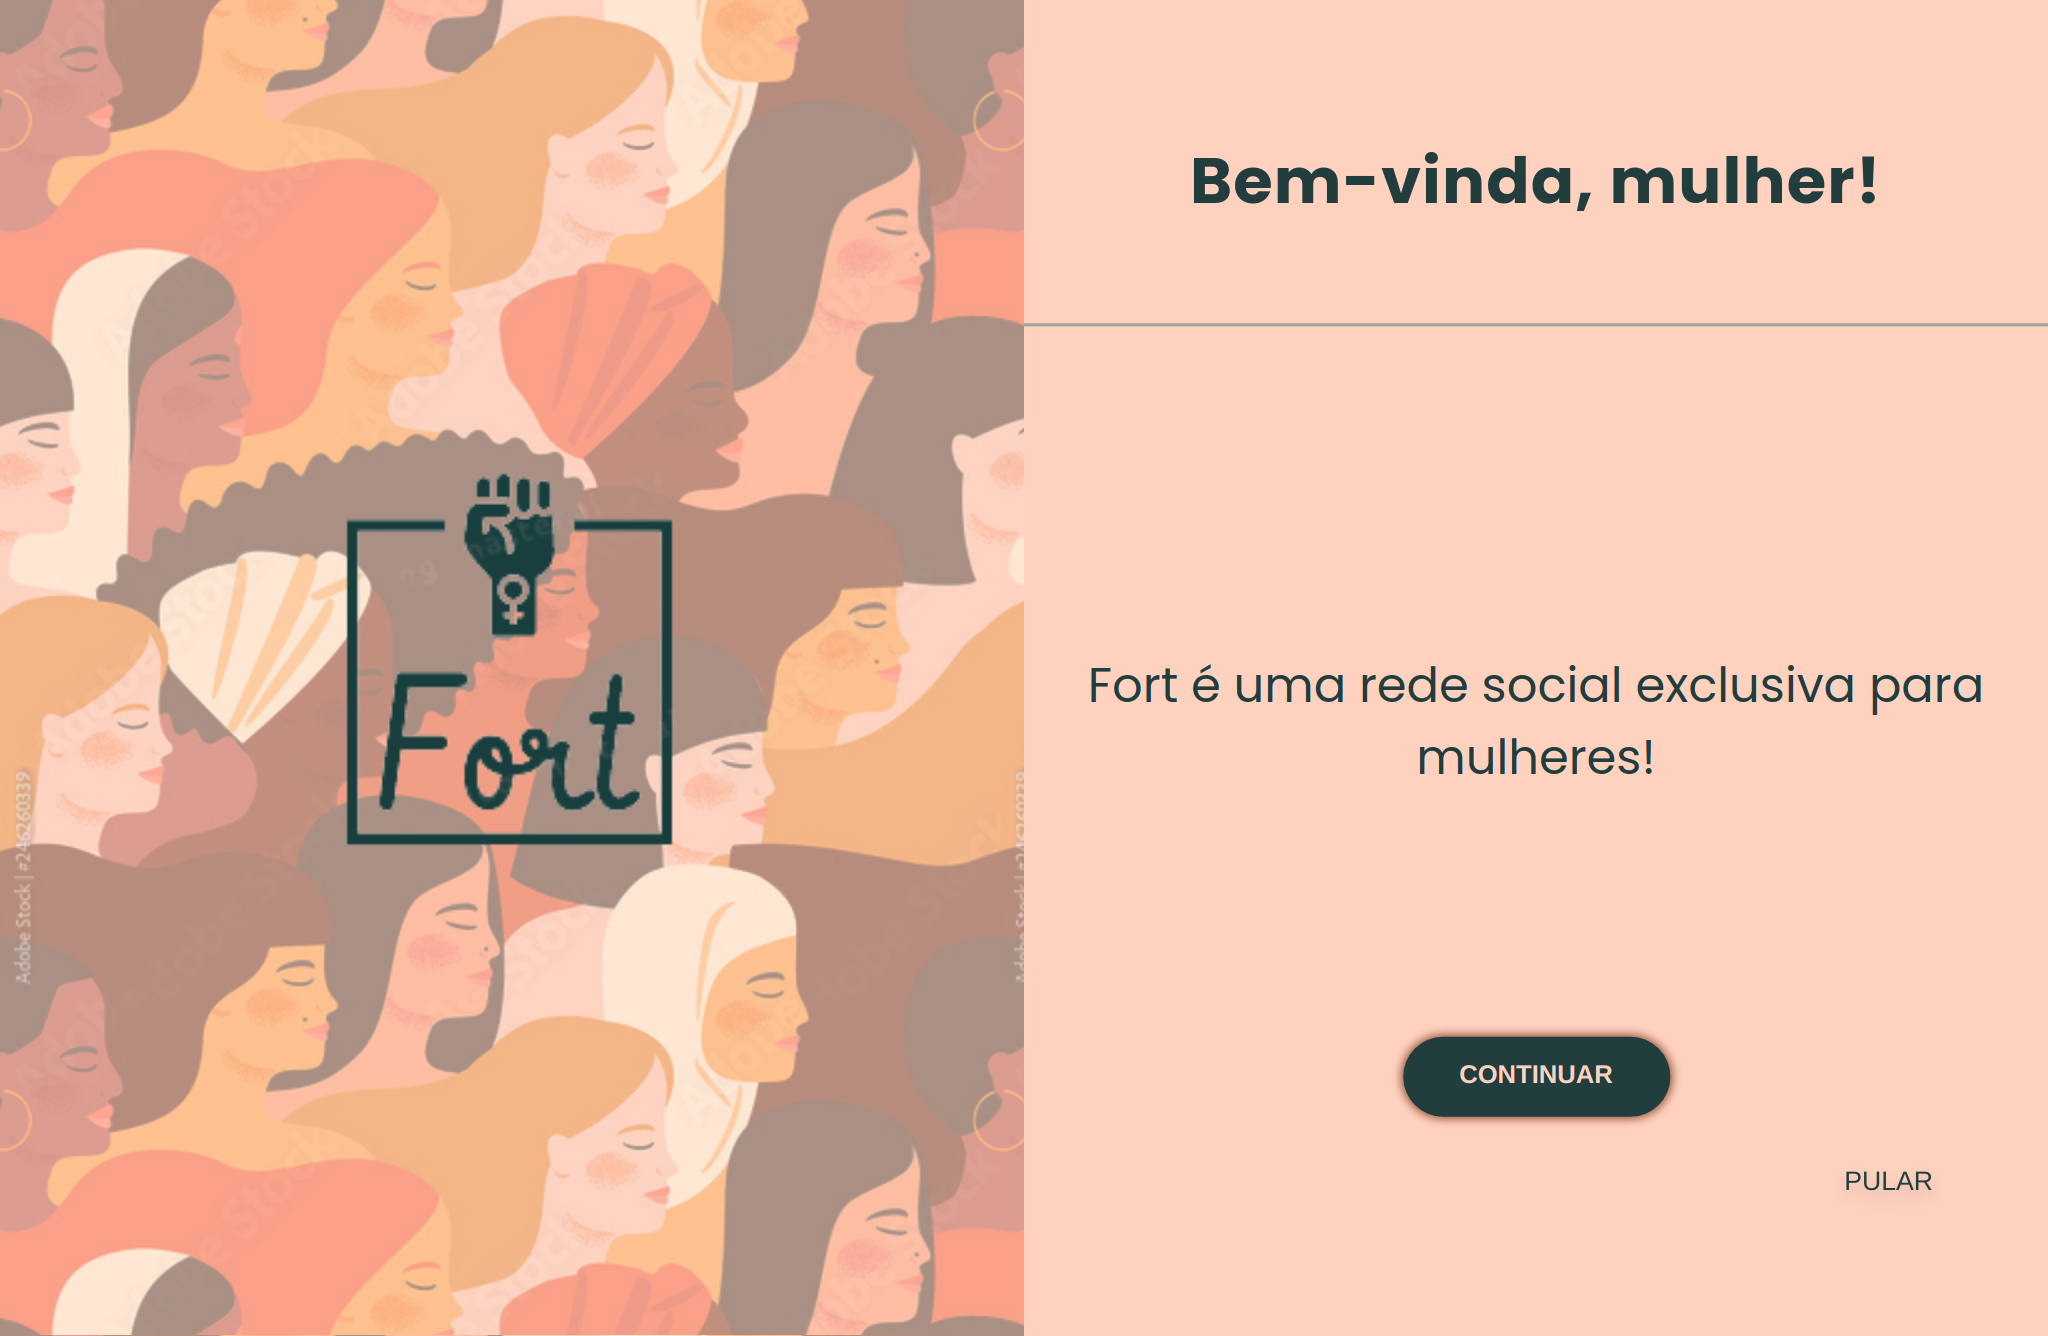 Fort
Adobe Stock | #246260339
Bem-vinda, mulher!
Fort é uma rede social exclusiva para
mulheres!
CONTINUAR
PULAR